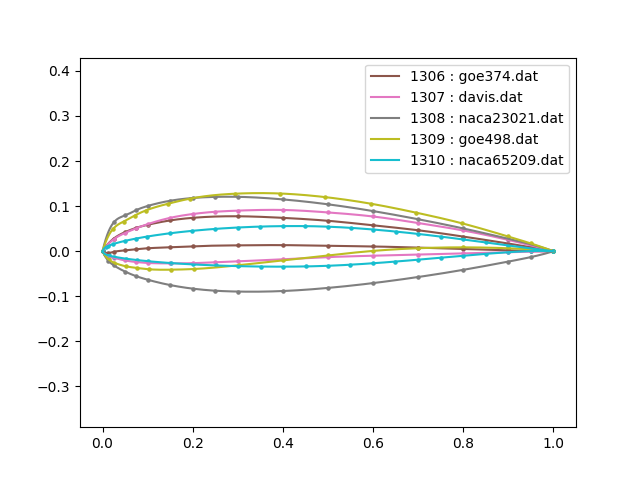 0.4
0.3
0.2
0.1
0.0
−0.1
−0.2
−0.3
0.0 0.2 0.4 0.6 0.8 1.0
1306 : goe374.dat
1307 : davis.dat
1308 : naca23021.dat
1309 : goe498.dat
1310 : naca65209.dat